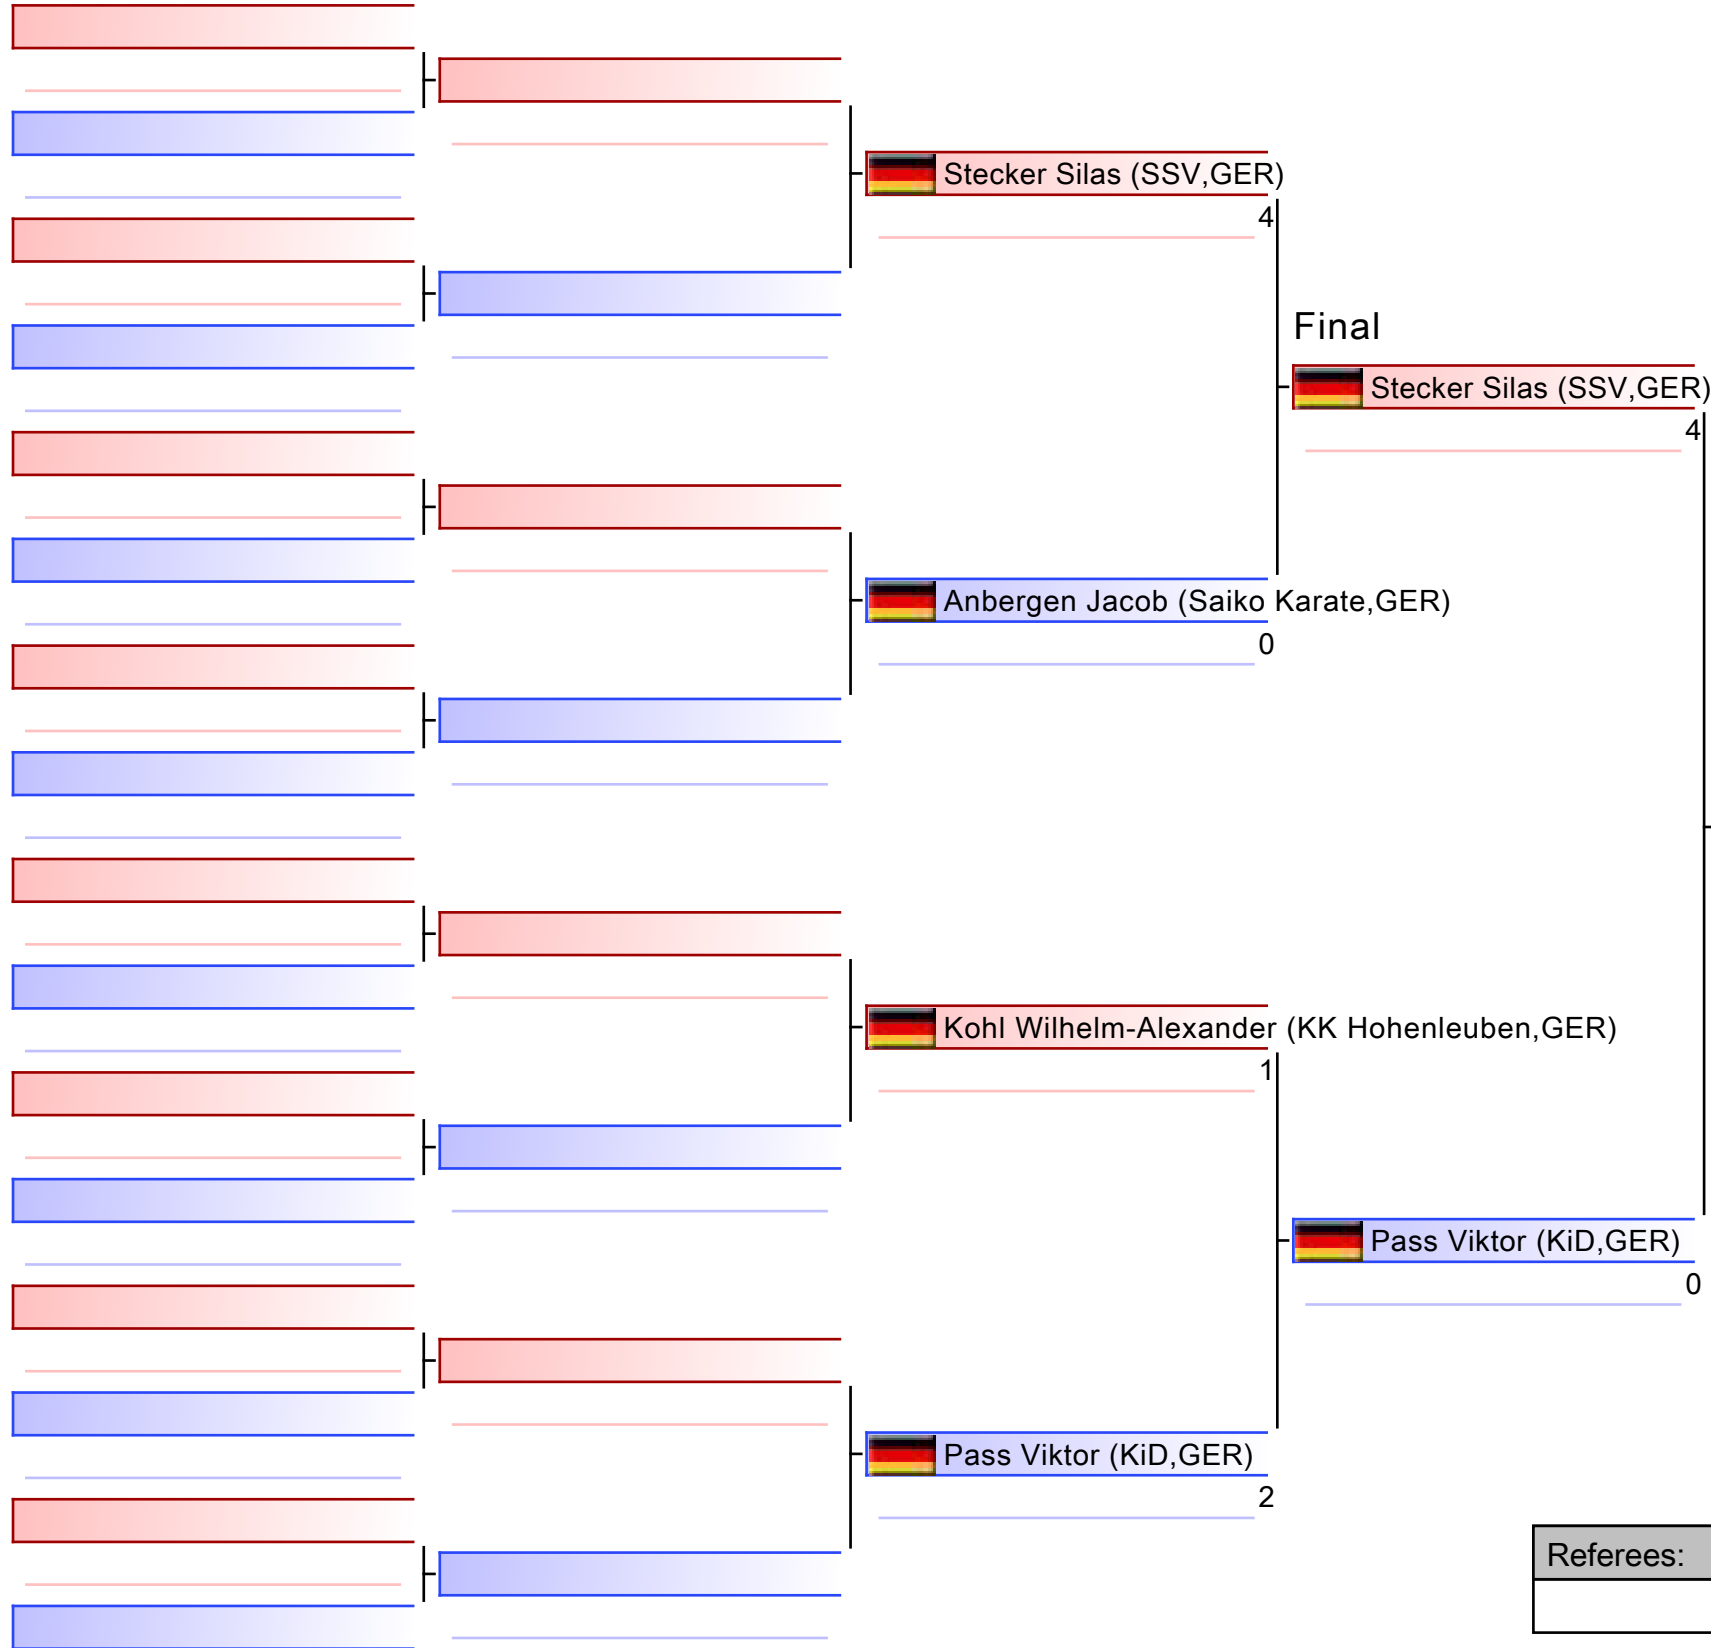 Stecker Silas (SSV,GER)
4
Final
Stecker Silas (SSV,GER)
4
Anbergen Jacob (Saiko Karate,GER)
0
Kohl Wilhelm-Alexander (KK Hohenleuben,GER)
1
Pass Viktor (KiD,GER)
0
Pass Viktor (KiD,GER)
2
Referees: